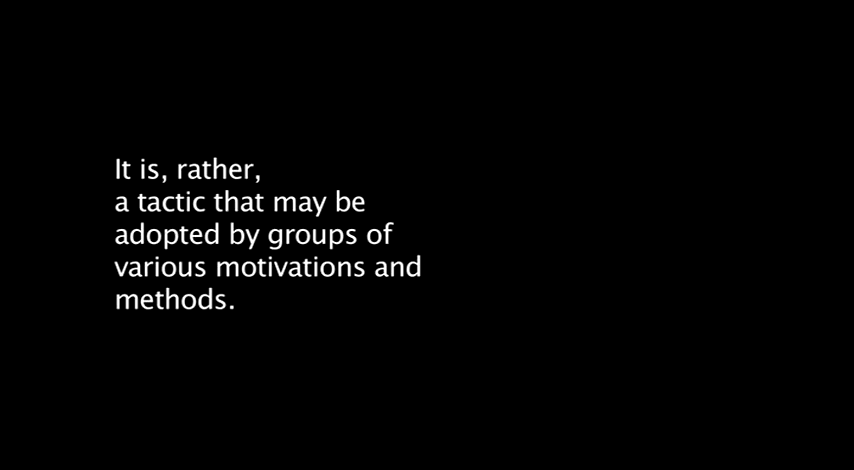 It is, rather,
a tactic that may be
adopted by groups of
various motivations and
methods.